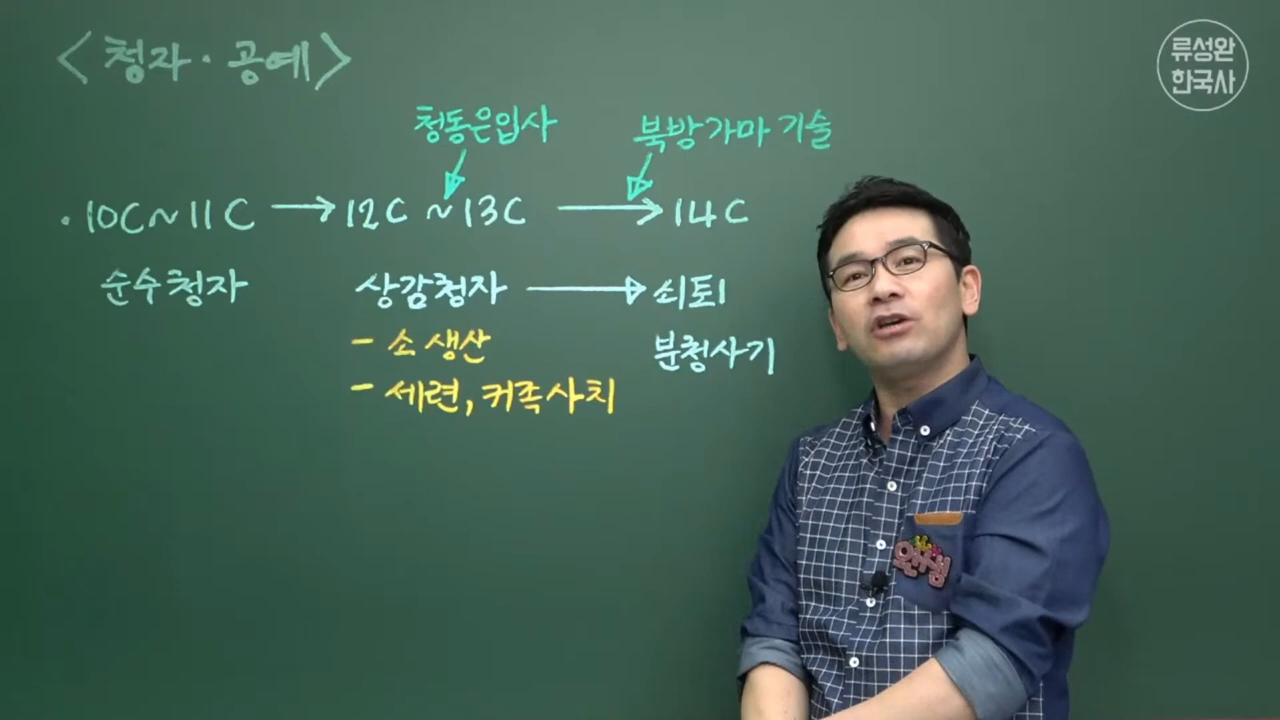 <청자·공예>
류성완
한국사
청동은입사 북방가마 기술
· 10C~11C → 12C ~ 13C → 14C
순수청자 상감청자 → 쇠퇴
- 소 생산 분청사기
- 세련, 귀족사치